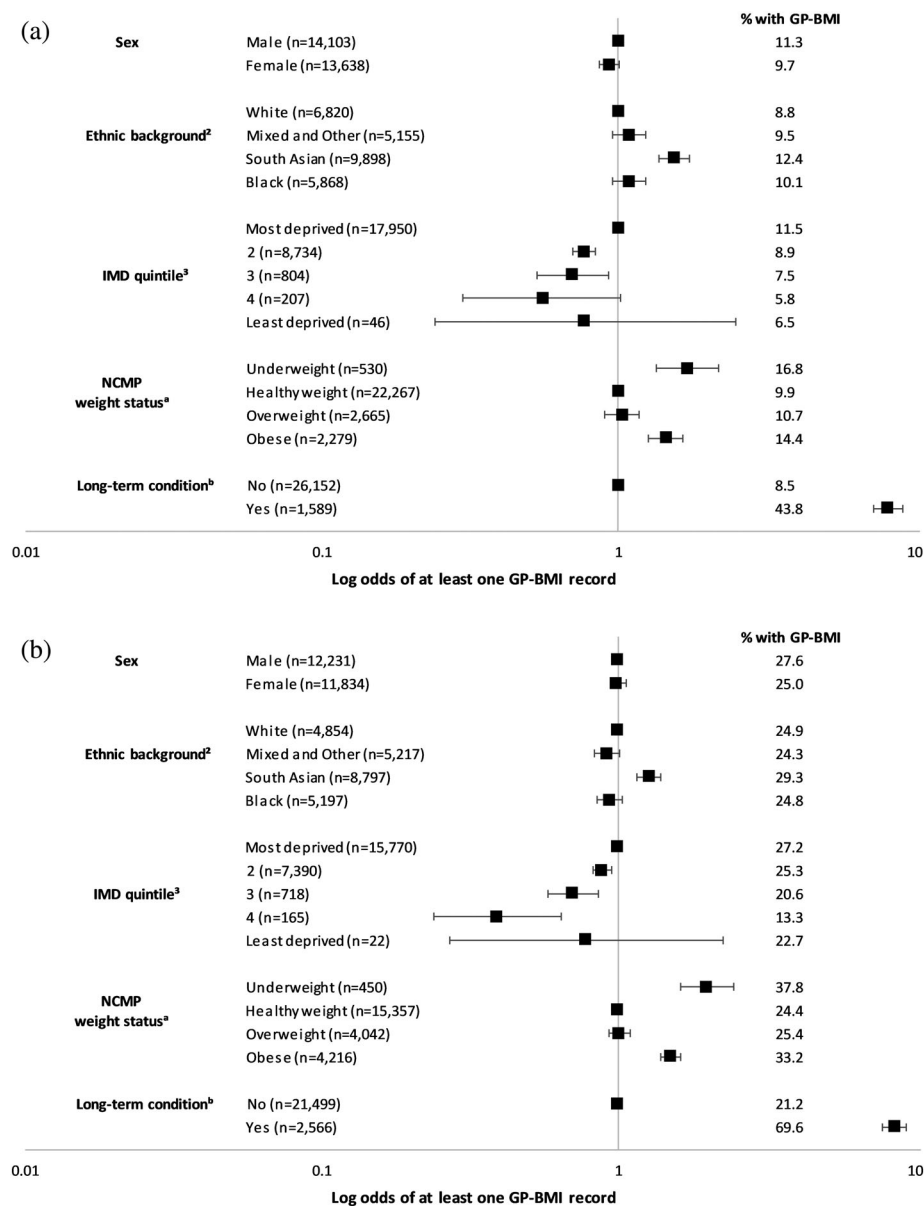 (a)
% with GP-BMI
Sex Male (n=14,103) 11.3
Female (n=13,638) 9.7
White (n=6,820) 8.8
Ethnic background² Mixed and Other (n=5,155) 9.5
South Asian (n=9,898) 12.4
Black (n=5,868) 10.1
Most deprived (n=17,950) 11.5
2 (n=8,734) 8.9
IMD quintile³ 3 (n=804) 7.5
4 (n=207) 5.8
Least deprived (n=46) 6.5
Underweight (n=530) 16.8
NCMP Healthy weight (n=22,267) 9.9
weight statusᵃ Overweight (n=2,665) 10.7
Obese (n=2,279) 14.4
Long-term conditionᵇ No (n=26,152) 8.5
Yes (n=1,589) 43.8
0.01 0.1 1 10
Log odds of at least one GP-BMI record
(b)
% with GP-BMI
Sex Male (n=12,231) 27.6
Female (n=11,834) 25.0
White (n=4,854) 24.9
Ethnic background² Mixed and Other (n=5,217) 24.3
South Asian (n=8,797) 29.3
Black (n=5,197) 24.8
Most deprived (n=15,770) 27.2
2 (n=7,390) 25.3
IMD quintile³ 3 (n=718) 20.6
4 (n=165) 13.3
Least deprived (n=22) 22.7
Underweight (n=450) 37.8
NCMP Healthy weight (n=15,357) 24.4
weight statusᵃ Overweight (n=4,042) 25.4
Obese (n=4,216) 33.2
Long-term conditionᵇ No (n=21,499) 21.2
Yes (n=2,566) 69.6
0.01 0.1 1 10
Log odds of at least one GP-BMI record